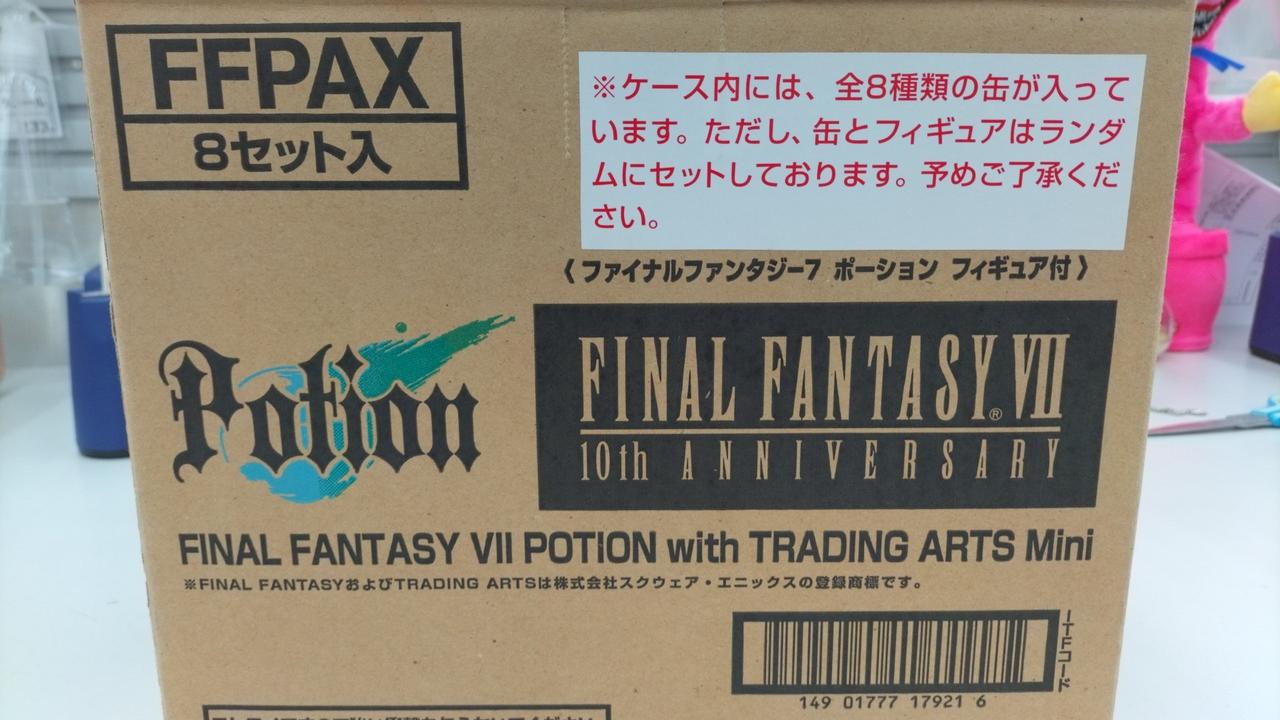 FFPAX
8セット入
※ケース内には、全8種類の缶が入って
います。ただし、缶とフィギュアはランダ
ムにセットしております。予めご了承くだ
さい。
《ファイナルファンタジー7 ポーション フィギュア付》
Potion
FINAL FANTASY® VII
10th ANNIVERSARY
FINAL FANTASY VII POTION with TRADING ARTS Mini
※FINAL FANTASYおよびTRADING ARTSは株式会社スクウェア・エニックスの登録商標です。
ITFコード
149 01777 17921 6